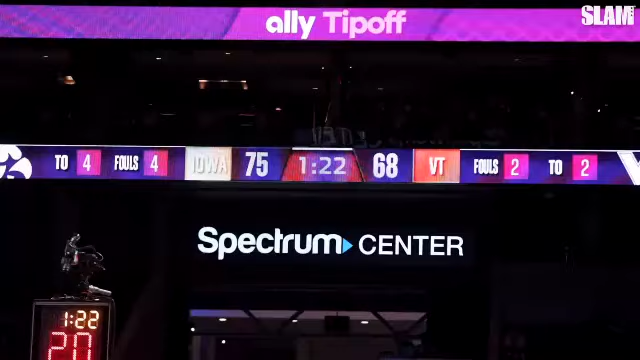 SLAM
ally Tipoff
TO 4 FOULS 4 IOWA 75 1:22 68 VT FOULS 2 TO 2
Spectrum CENTER
1:22
20